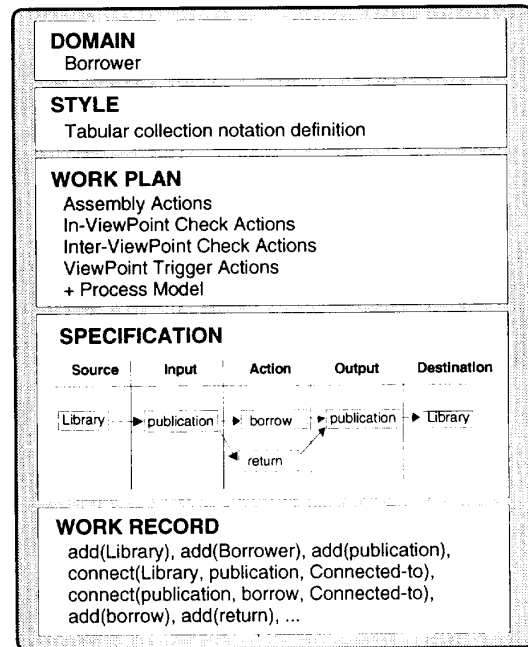 DOMAIN
Borrower
STYLE
Tabular collection notation definition
WORK PLAN
Assembly Actions
In-ViewPoint Check Actions
Inter-ViewPoint Check Actions
ViewPoint Trigger Actions
+ Process Model
SPECIFICATION
Source Input Action Output Destination
Library publication borrow publication Library
return
WORK RECORD
add(Library), add(Borrower), add(publication),
connect(Library, publication, Connected-to),
connect(publication, borrow, Connected-to),
add(borrow), add(return), ...